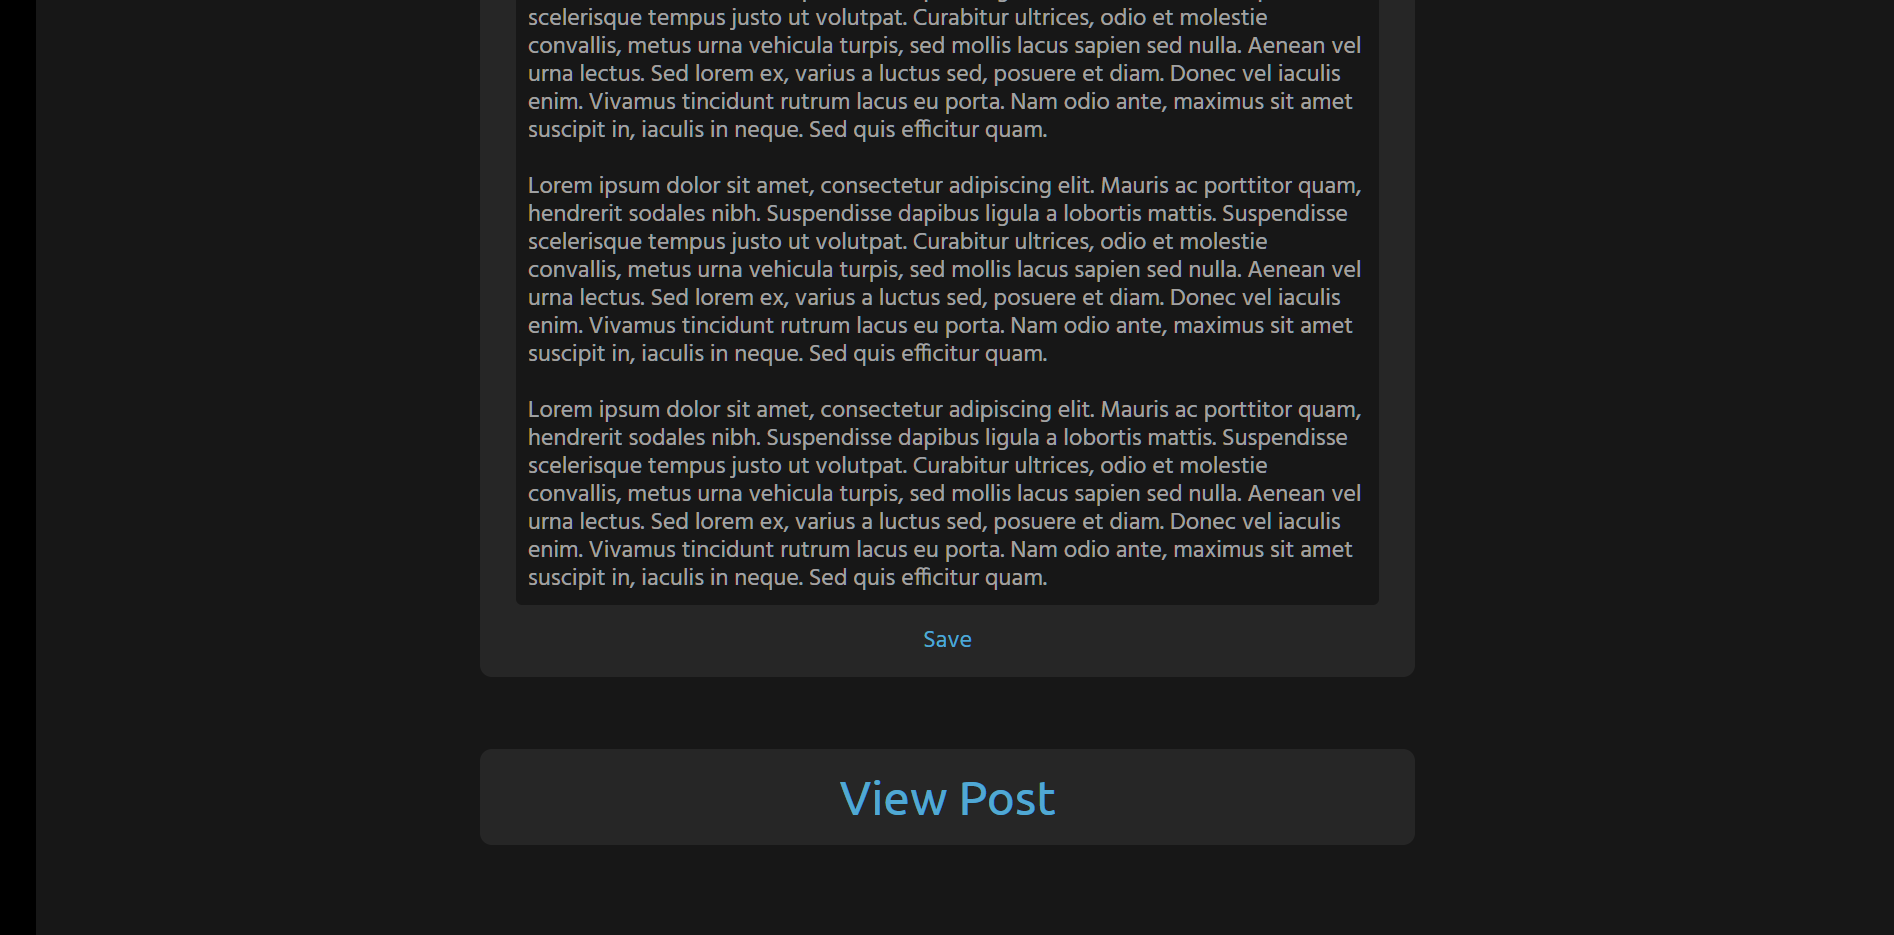 scelerisque tempus justo ut volutpat. Curabitur ultrices, odio et molestie
convallis, metus urna vehicula turpis, sed mollis lacus sapien sed nulla. Aenean vel
urna lectus. Sed lorem ex, varius a luctus sed, posuere et diam. Donec vel iaculis
enim. Vivamus tincidunt rutrum lacus eu porta. Nam odio ante, maximus sit amet
suscipit in, iaculis in neque. Sed quis efficitur quam.
Lorem ipsum dolor sit amet, consectetur adipiscing elit. Mauris ac porttitor quam,
hendrerit sodales nibh. Suspendisse dapibus ligula a lobortis mattis. Suspendisse
scelerisque tempus justo ut volutpat. Curabitur ultrices, odio et molestie
convallis, metus urna vehicula turpis, sed mollis lacus sapien sed nulla. Aenean vel
urna lectus. Sed lorem ex, varius a luctus sed, posuere et diam. Donec vel iaculis
enim. Vivamus tincidunt rutrum lacus eu porta. Nam odio ante, maximus sit amet
suscipit in, iaculis in neque. Sed quis efficitur quam.
Lorem ipsum dolor sit amet, consectetur adipiscing elit. Mauris ac porttitor quam,
hendrerit sodales nibh. Suspendisse dapibus ligula a lobortis mattis. Suspendisse
scelerisque tempus justo ut volutpat. Curabitur ultrices, odio et molestie
convallis, metus urna vehicula turpis, sed mollis lacus sapien sed nulla. Aenean vel
urna lectus. Sed lorem ex, varius a luctus sed, posuere et diam. Donec vel iaculis
enim. Vivamus tincidunt rutrum lacus eu porta. Nam odio ante, maximus sit amet
suscipit in, iaculis in neque. Sed quis efficitur quam.
Save
View Post